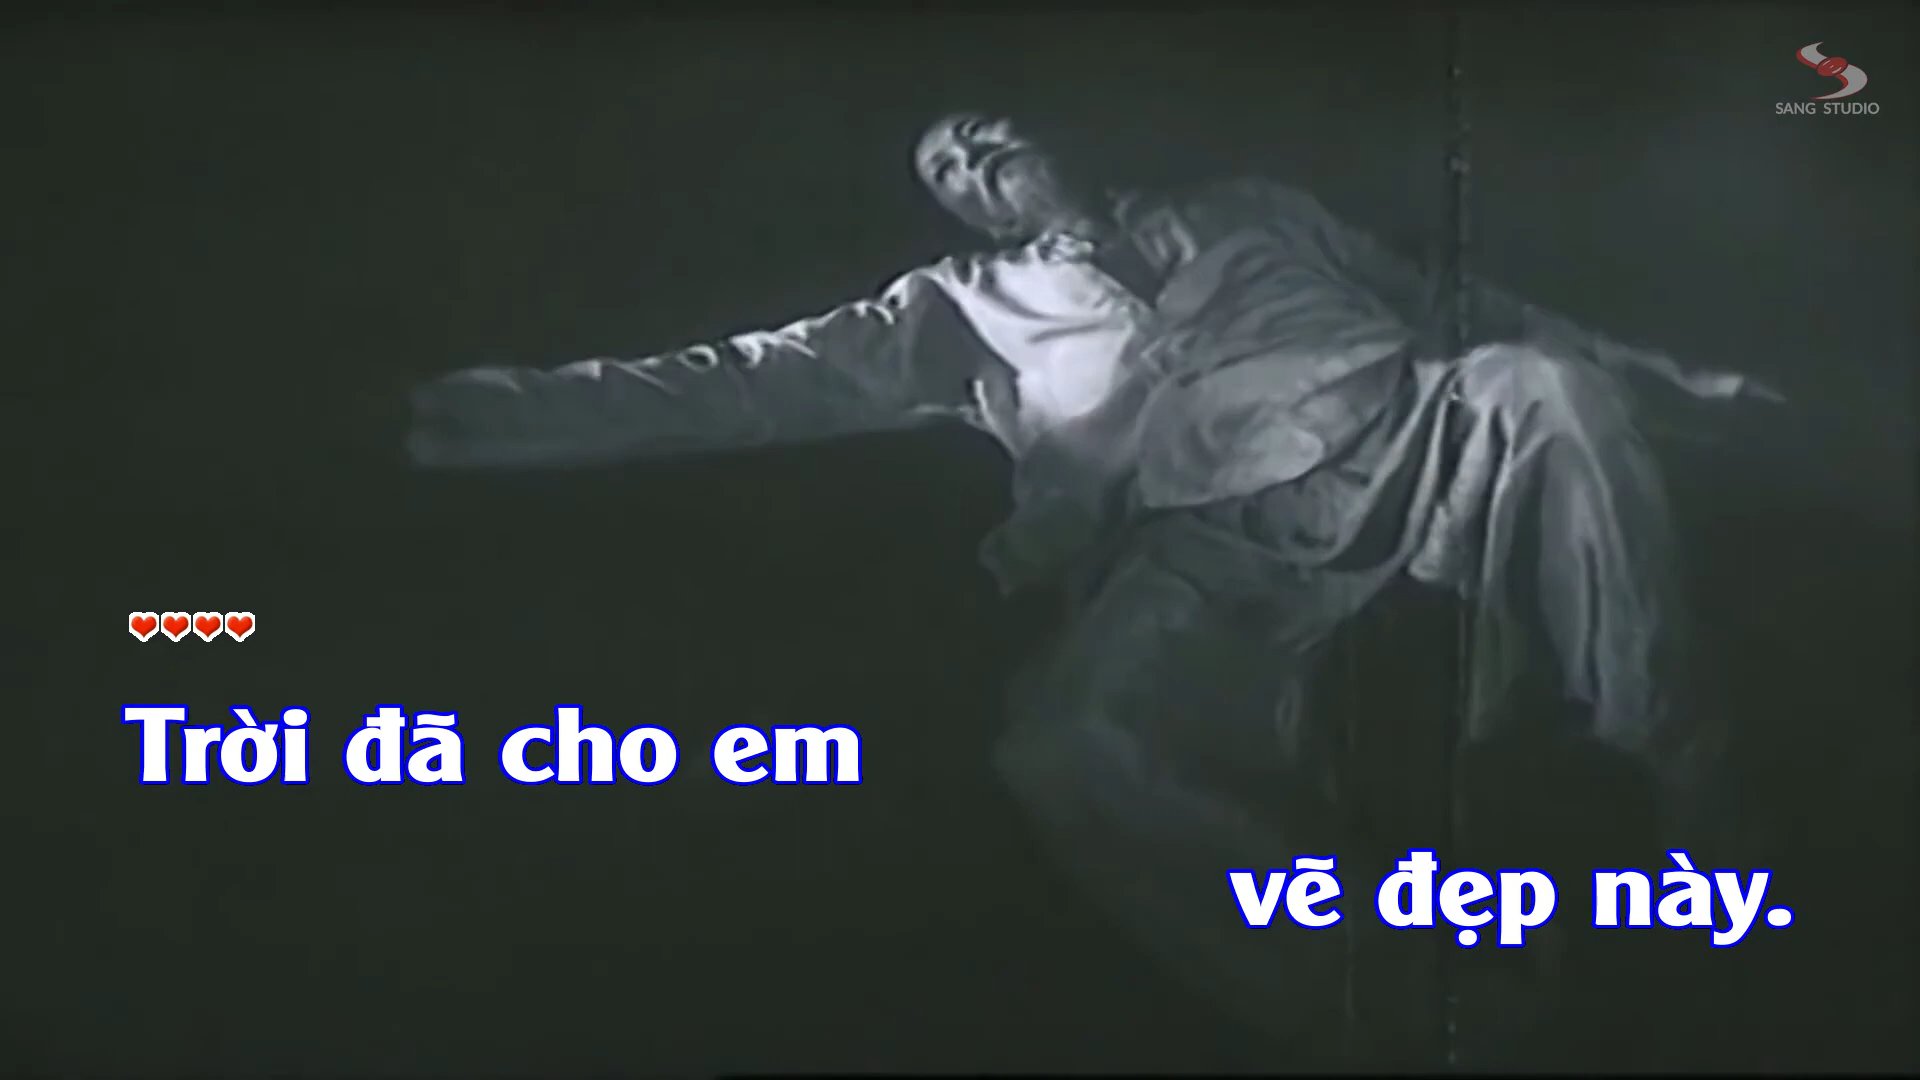 SANG STUDIO
Trời đã cho em
vẽ đẹp này.